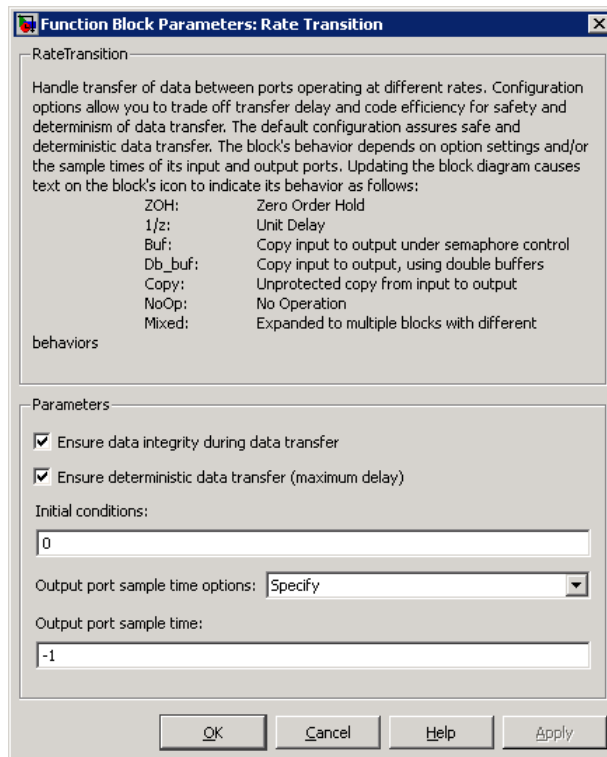 Function Block Parameters: Rate Transition
RateTransition
Handle transfer of data between ports operating at different rates. Configuration
options allow you to trade off transfer delay and code efficiency for safety and
determinism of data transfer. The default configuration assures safe and
deterministic data transfer. The block's behavior depends on option settings and/or
the sample times of its input and output ports. Updating the block diagram causes
text on the block's icon to indicate its behavior as follows:
ZOH: Zero Order Hold
1/z: Unit Delay
Buf: Copy input to output under semaphore control
Db_buf: Copy input to output, using double buffers
Copy: Unprotected copy from input to output
NoOp: No Operation
Mixed: Expanded to multiple blocks with different
behaviors
Parameters
Ensure data integrity during data transfer
Ensure deterministic data transfer (maximum delay)
Initial conditions:
0
Output port sample time options: Specify
Output port sample time:
-1
OK Cancel Help Apply